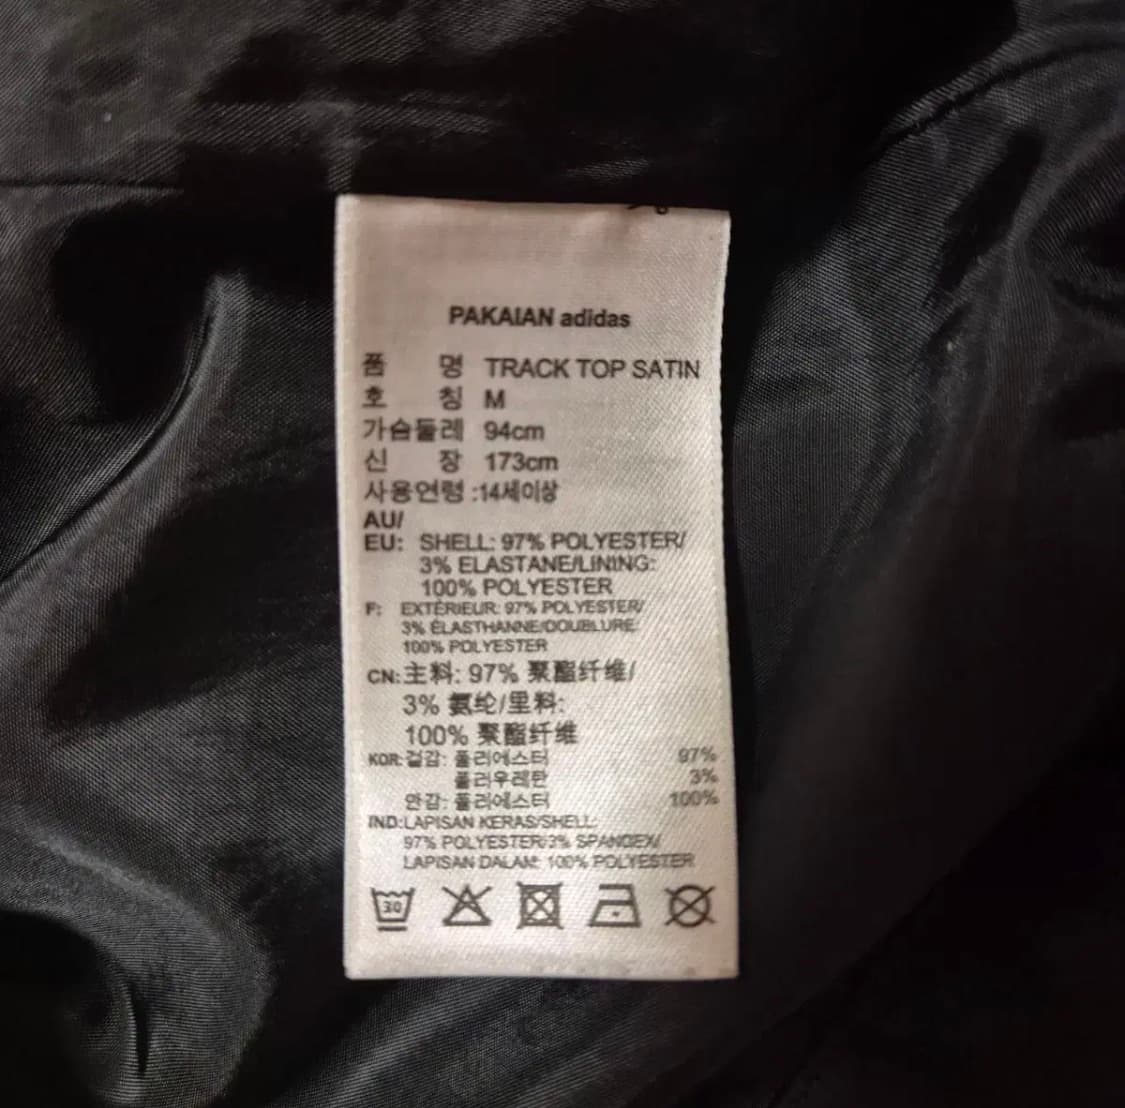 PAKAIAN adidas
품 명 TRACK TOP SATIN
호 칭 M
가슴둘레 94cm
신 장 173cm
사용연령 :14세이상
AU/
EU: SHELL: 97% POLYESTER/
3% ELASTANE/LINING:
100% POLYESTER
F: EXTÉRIEUR: 97% POLYESTER/
3% ÉLASTHANNE/DOUBLURE:
100% POLYESTER
CN:主料: 97% 聚酯纤维/
3% 氨纶/里料:
100% 聚酯纤维
KOR:겉감: 폴리에스터 97%
폴리우레탄 3%
안감: 폴리에스터 100%
IND:LAPISAN KERAS/SHELL:
97% POLYESTER/3% SPANDEX/
LAPISAN DALAM: 100% POLYESTER
30